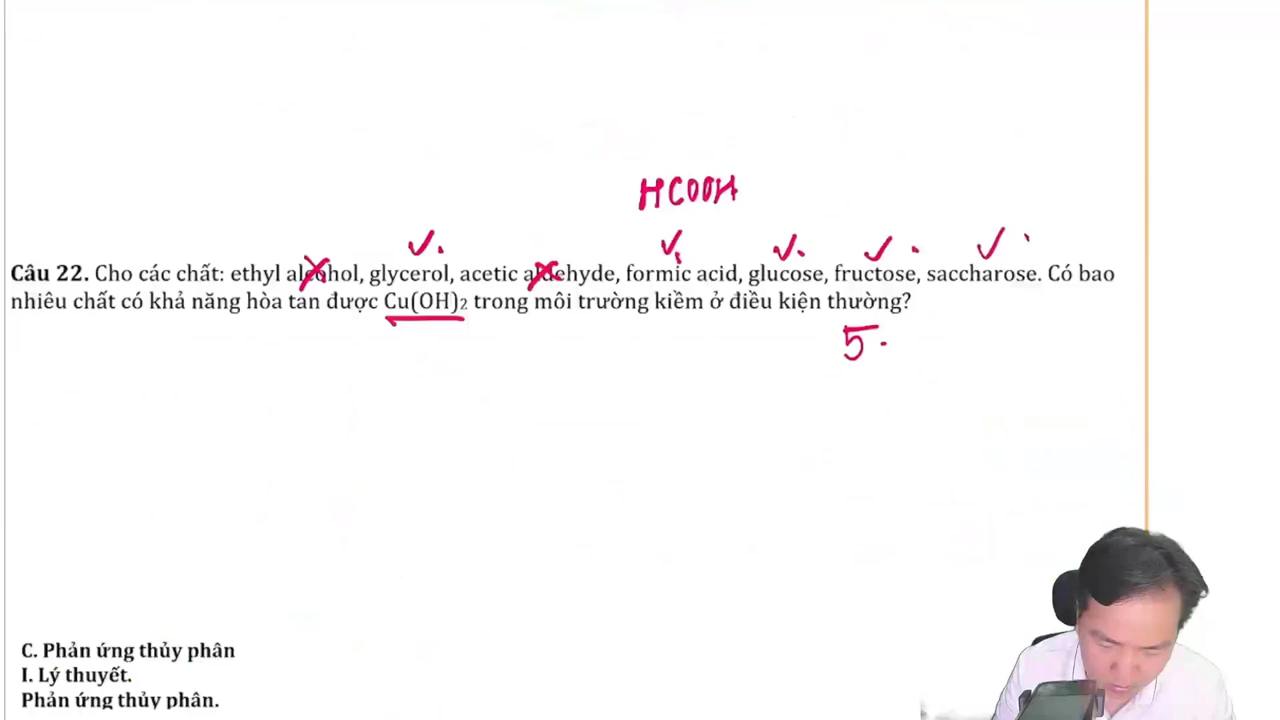 HCOOH
Câu 22. Cho các chất: ethyl alcohol, glycerol, acetic aldehyde, formic acid, glucose, fructose, saccharose. Có bao
nhiêu chất có khả năng hòa tan được Cu(OH)₂ trong môi trường kiềm ở điều kiện thường?
5.
C. Phản ứng thủy phân
I. Lý thuyết.
Phản ứng thủy phân.